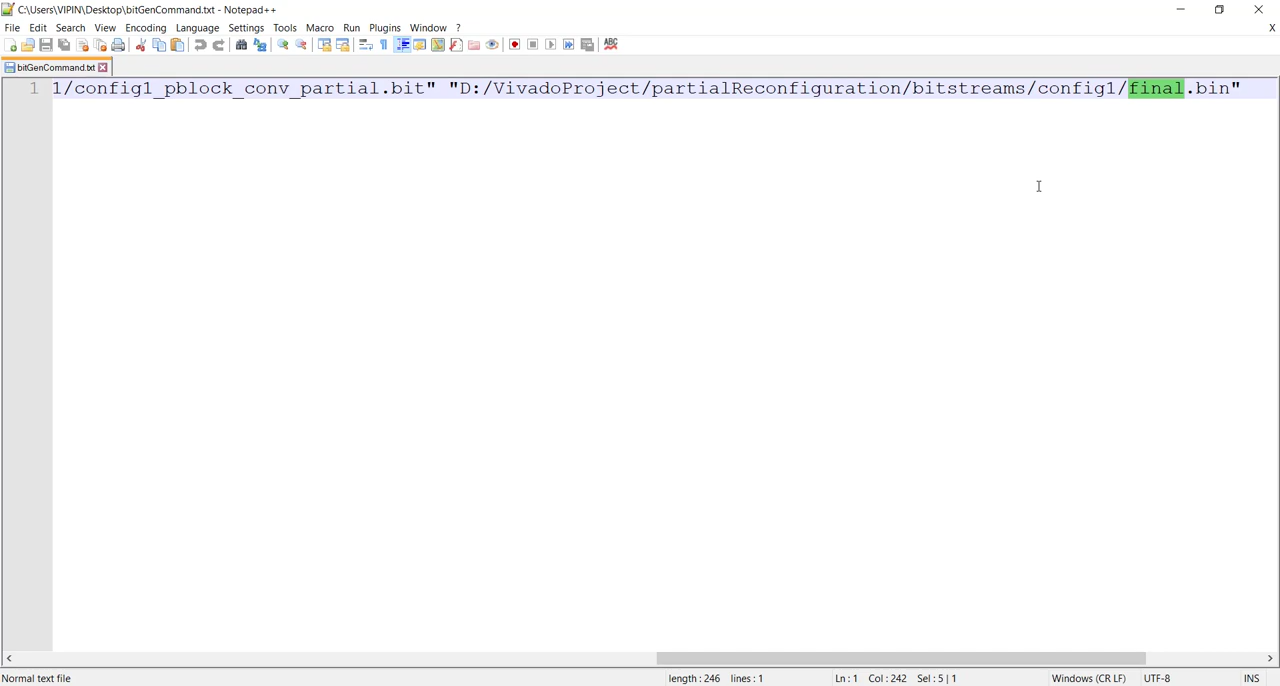 C:\Users\VIPIN\Desktop\bitGenCommand.txt - Notepad++
File Edit Search View Encoding Language Settings Tools Macro Run Plugins Window ?
X
ABC
bitGenCommand.txt
1 1/config1_pblock_conv_partial.bit" "D:/VivadoProject/partialReconfiguration/bitstreams/config1/final.bin"
Normal text file length : 246 lines : 1 Ln : 1 Col : 242 Sel : 5 | 1 Windows (CR LF) UTF-8 INS